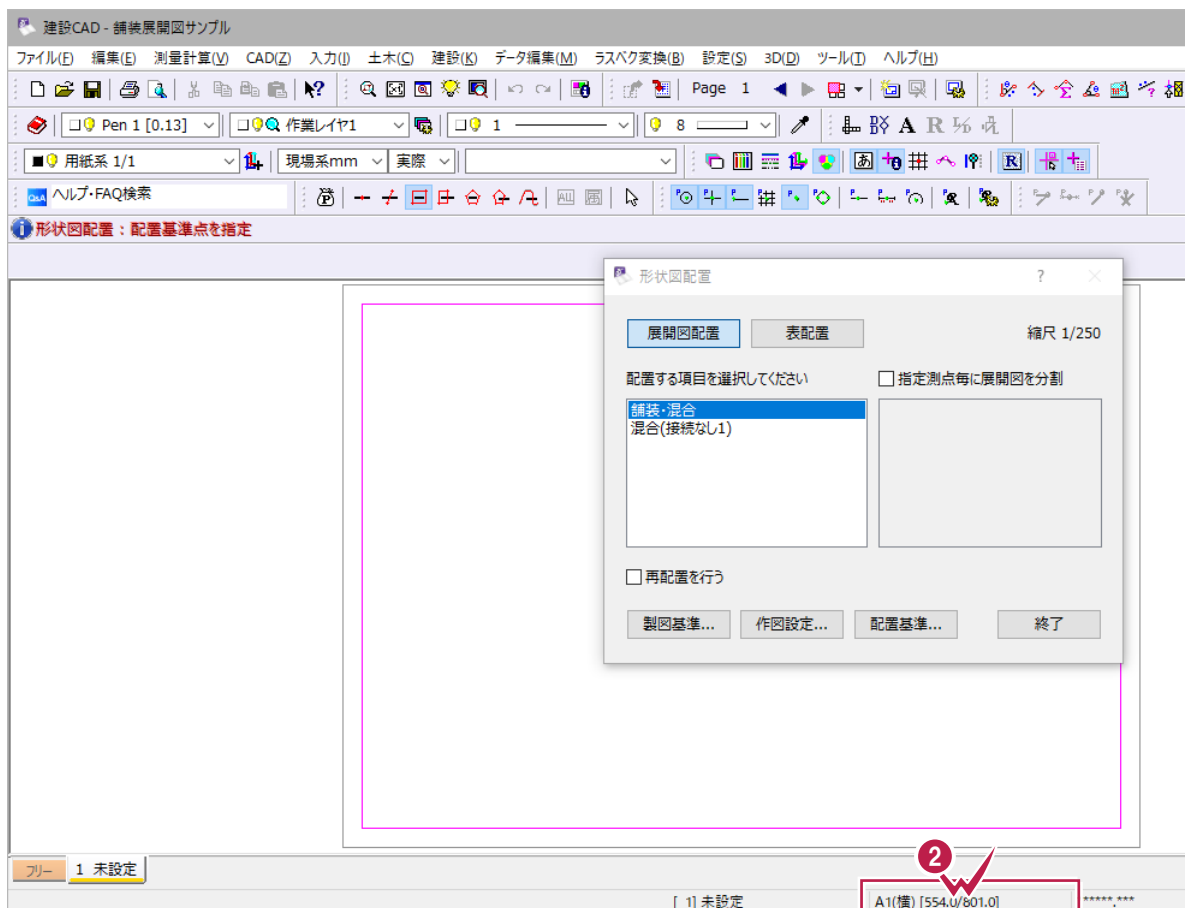 建設CAD - 舗装展開図サンプル
ファイル(F) 編集(E) 測量計算(V) CAD(Z) 入力(I) 土木(C) 建設(K) データ編集(M) ラスベク変換(B) 設定(S) 3D(D) ツール(T) ヘルプ(H)
Page 1
Pen 1 [0.13] 作業レイヤ1 1 8
用紙系 1/1 現場系mm 実際
ヘルプ・FAQ検索
形状図配置：配置基準点を指定
形状図配置 ?
展開図配置 表配置 縮尺 1/250
配置する項目を選択してください 指定測点毎に展開図を分割
舗装・混合
混合(接続なし1)
再配置を行う
製図基準... 作図設定... 配置基準... 終了
フリー 1 未設定
2
[ 1] 未設定 A1(横) [554.0/801.0] *****.***